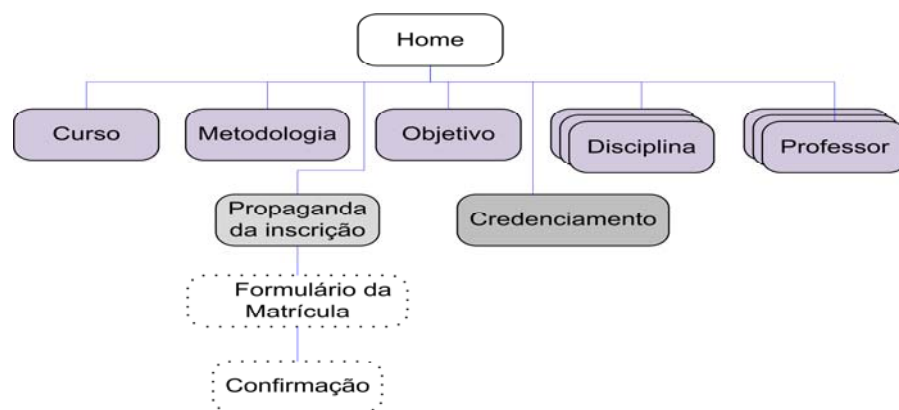 Home
Curso
Metodologia
Objetivo
Disciplina
Professor
Propaganda
da inscrição
Credenciamento
Formulário da
Matrícula
Confirmação